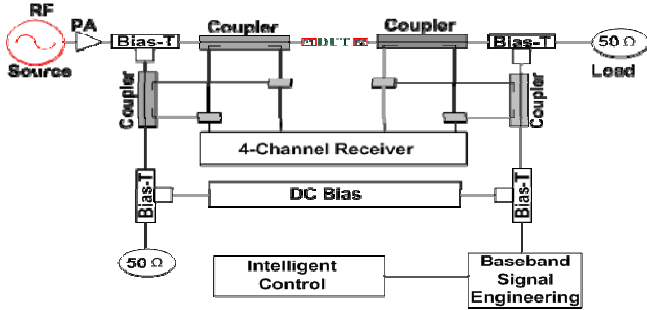 RF
PA
Source
Bias-T
Coupler
DUT
Coupler
Bias-T
50 Ω
Load
Coupler
Coupler
4-Channel Receiver
Bias-T
DC Bias
Bias-T
50 Ω
Intelligent
Control
Baseband
Signal
Engineering